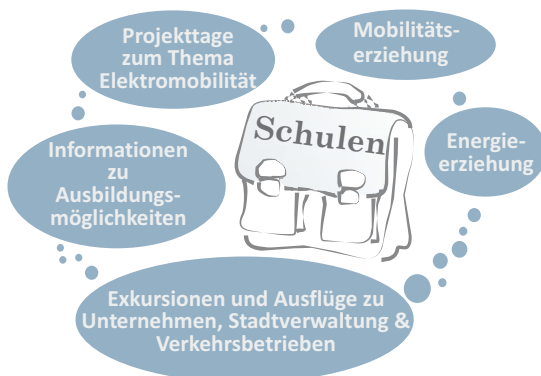 Projekttage
zum Thema
Elektromobilität
Mobilitäts-
erziehung
Schulen
Energie-
erziehung
Informationen
zu
Ausbildungs-
möglichkeiten
Exkursionen und Ausflüge zu
Unternehmen, Stadtverwaltung &
Verkehrsbetrieben